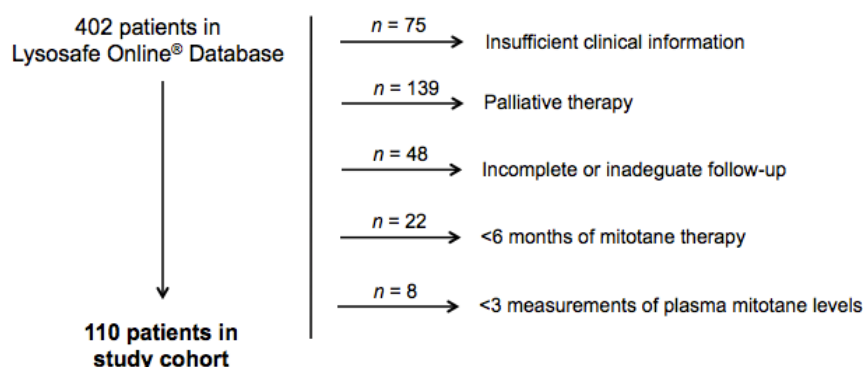 402 patients in
Lysosafe Online® Database
n = 75
Insufficient clinical information
n = 139
Palliative therapy
n = 48
Incomplete or inadeguate follow-up
n = 22
<6 months of mitotane therapy
n = 8
<3 measurements of plasma mitotane levels
110 patients in
study cohort